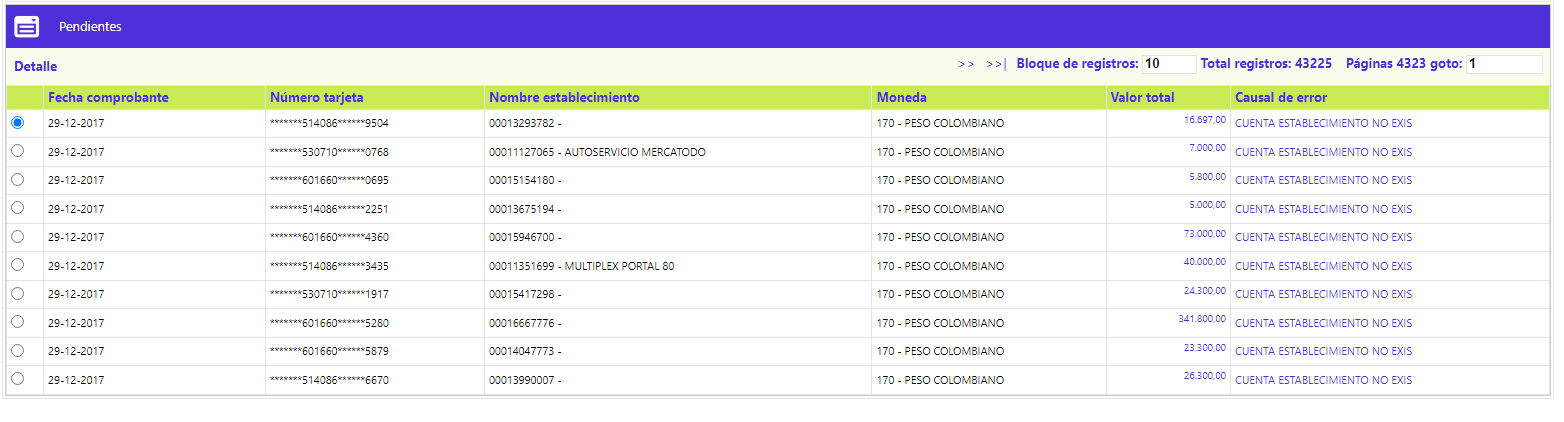 Pendientes
Detalle >> >>| Bloque de registros: 10 Total registros: 43225 Páginas 4323 goto: 1
Fecha comprobante Número tarjeta Nombre establecimiento Moneda Valor total Causal de error
29-12-2017 *******514086******9504 00013293782 - 170 - PESO COLOMBIANO 16.697,00 CUENTA ESTABLECIMIENTO NO EXIS
29-12-2017 *******530710******0768 00011127065 - AUTOSERVICIO MERCATODO 170 - PESO COLOMBIANO 7.000,00 CUENTA ESTABLECIMIENTO NO EXIS
29-12-2017 *******601660******0695 00015154180 - 170 - PESO COLOMBIANO 5.800,00 CUENTA ESTABLECIMIENTO NO EXIS
29-12-2017 *******514086******2251 00013675194 - 170 - PESO COLOMBIANO 5.000,00 CUENTA ESTABLECIMIENTO NO EXIS
29-12-2017 *******601660******4360 00015946700 - 170 - PESO COLOMBIANO 73.000,00 CUENTA ESTABLECIMIENTO NO EXIS
29-12-2017 *******514086******3435 00011351699 - MULTIPLEX PORTAL 80 170 - PESO COLOMBIANO 40.000,00 CUENTA ESTABLECIMIENTO NO EXIS
29-12-2017 *******530710******1917 00015417298 - 170 - PESO COLOMBIANO 24.300,00 CUENTA ESTABLECIMIENTO NO EXIS
29-12-2017 *******601660******5280 00016667776 - 170 - PESO COLOMBIANO 341.800,00 CUENTA ESTABLECIMIENTO NO EXIS
29-12-2017 *******601660******5879 00014047773 - 170 - PESO COLOMBIANO 23.300,00 CUENTA ESTABLECIMIENTO NO EXIS
29-12-2017 *******514086******6670 00013990007 - 170 - PESO COLOMBIANO 26.300,00 CUENTA ESTABLECIMIENTO NO EXIS